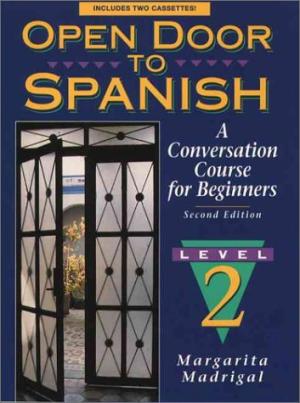 INCLUDES TWO CASSETTES!
OPEN DOOR
TO
SPANISH
A
Conversation
Course
for Beginners
Second Edition
LEVEL
2
Margarita
Madrigal